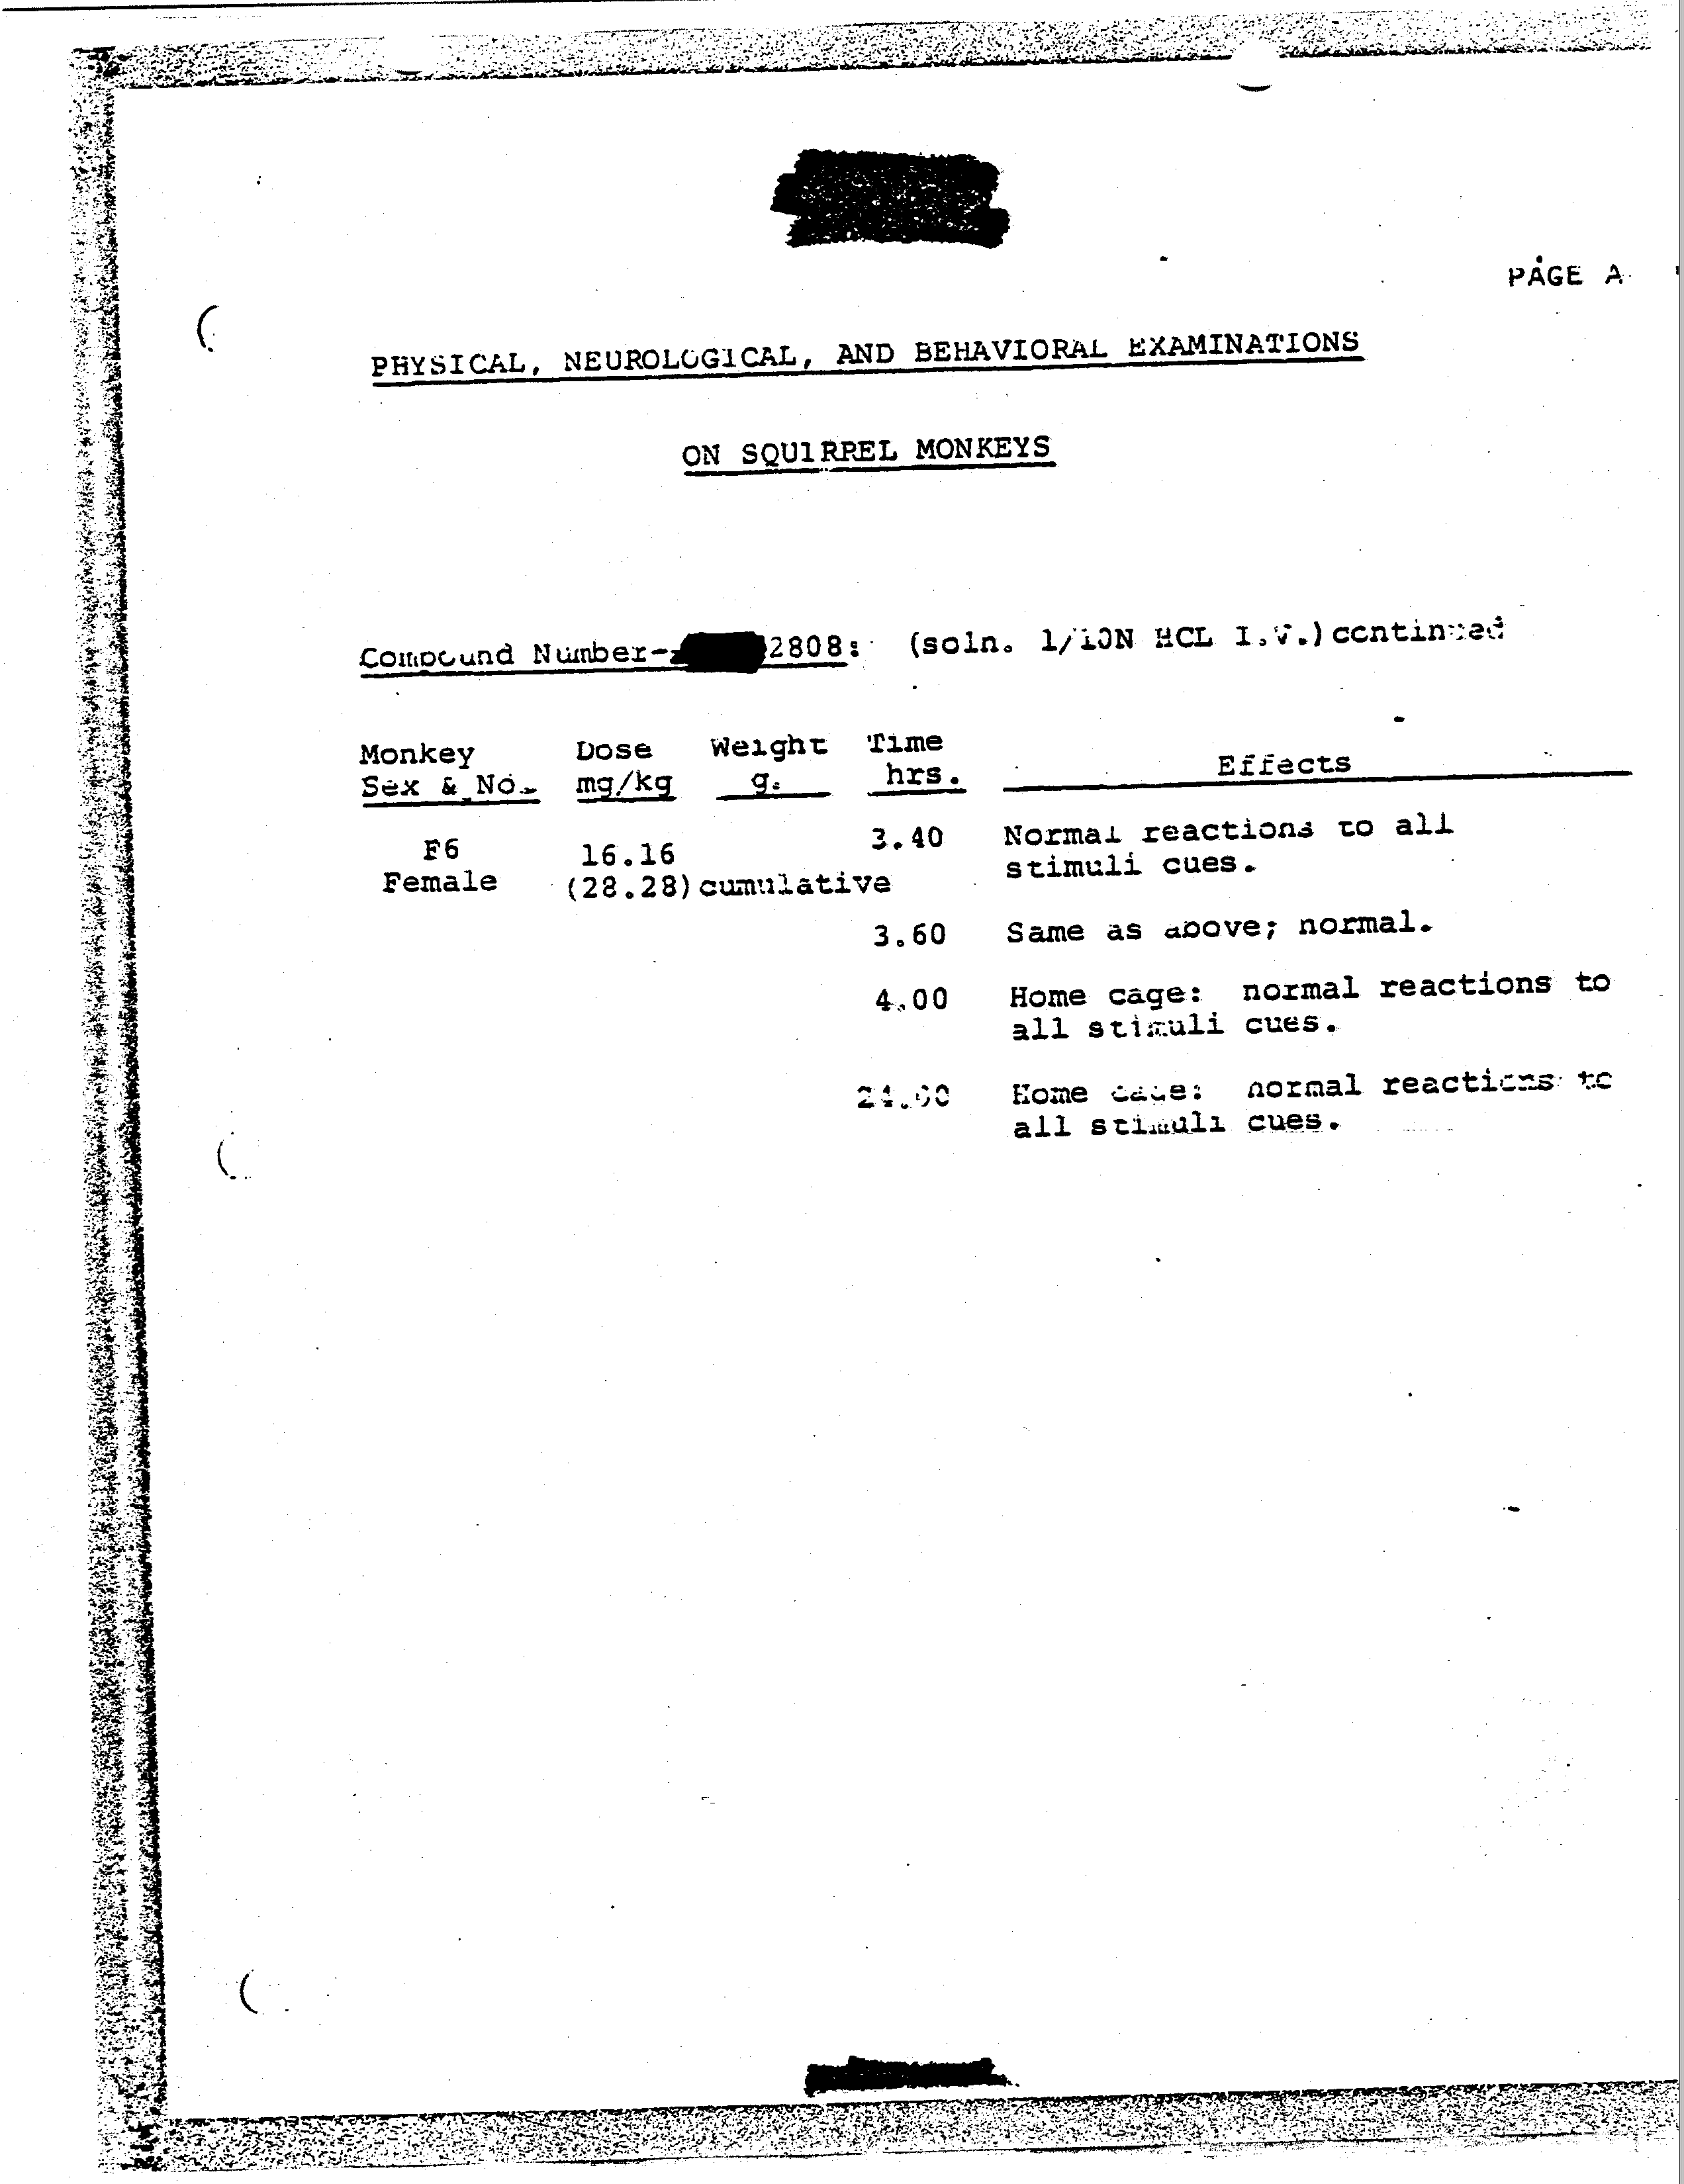 PAGE A
PHYSICAL, NEUROLOGICAL, AND BEHAVIORAL EXAMINATIONS
ON SQUIRREL MONKEYS
Compound Number- 2808: (soln. 1/10N HCL I.V.) continued
Monkey Dose Weight Time
Sex & No. mg/kg g. hrs. Effects
F6 16.16 3.40 Normal reactions to all
Female (28.28) cumulative stimuli cues.
3.60 Same as above; normal.
4.00 Home cage: normal reactions to
all stimuli cues.
Home cage: normal reactions to
all stimuli cues.